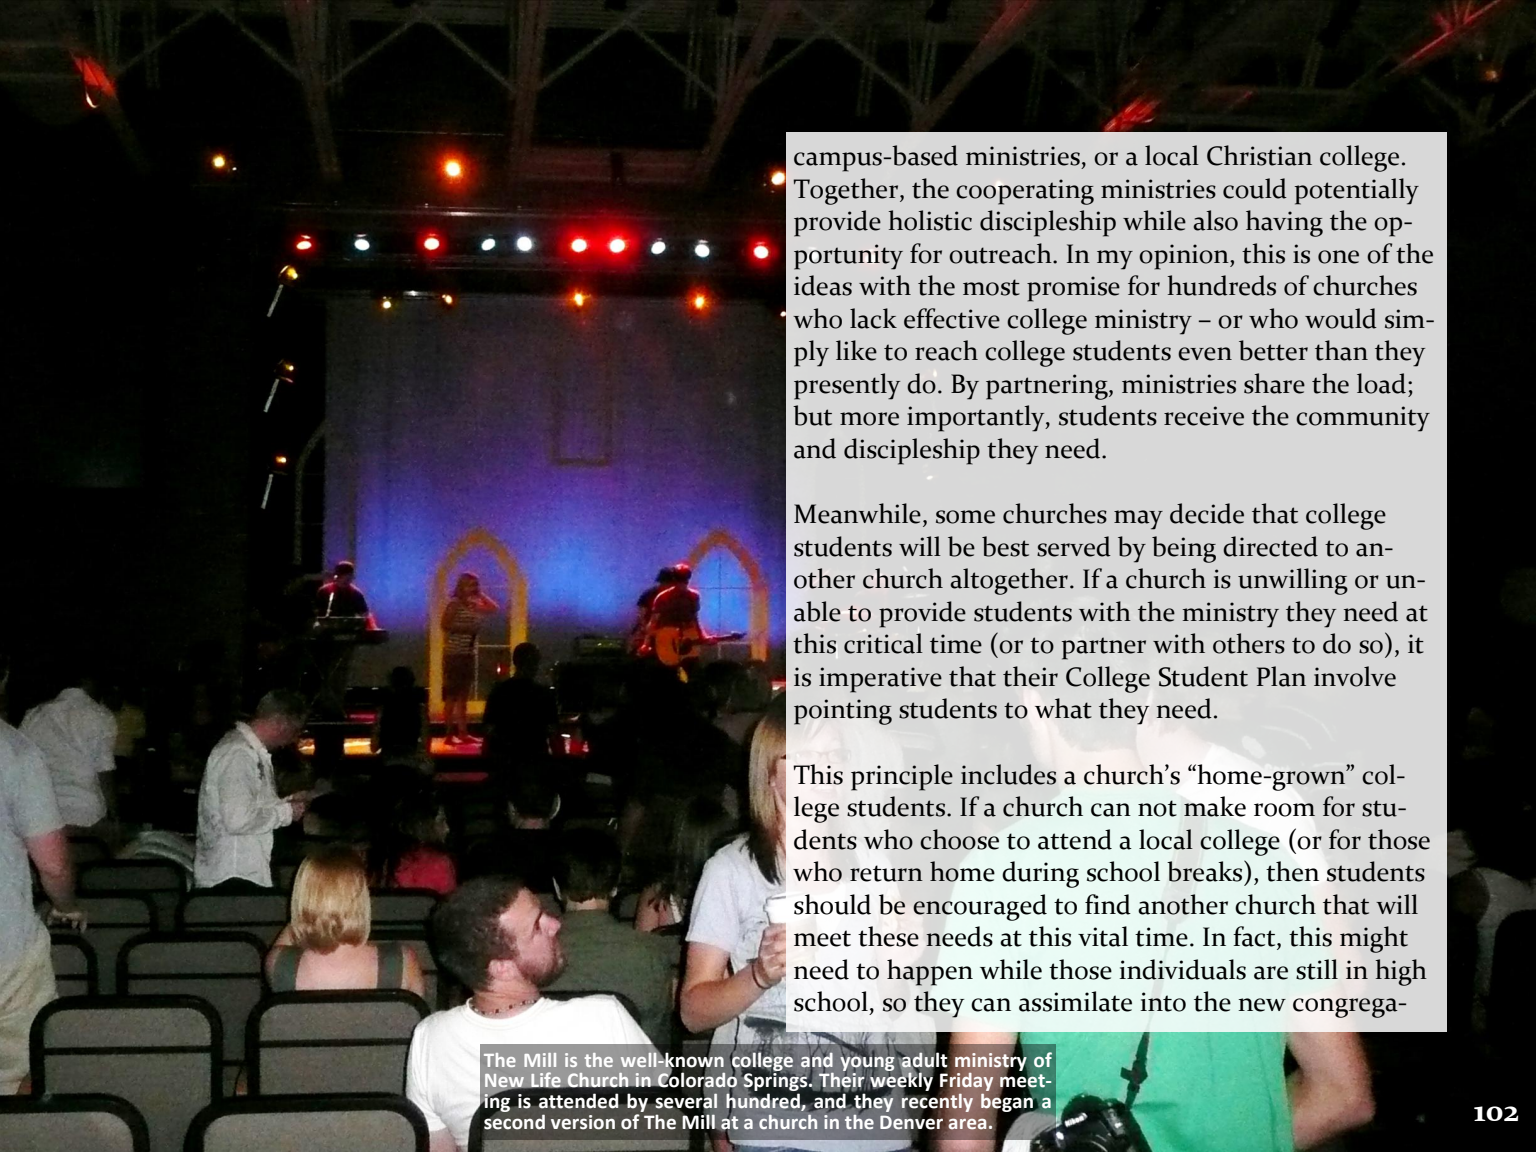 campus-based ministries, or a local Christian college.
Together, the cooperating ministries could potentially
provide holistic discipleship while also having the op-
portunity for outreach. In my opinion, this is one of the
ideas with the most promise for hundreds of churches
who lack effective college ministry – or who would sim-
ply like to reach college students even better than they
presently do. By partnering, ministries share the load;
but more importantly, students receive the community
and discipleship they need.
Meanwhile, some churches may decide that college
students will be best served by being directed to an-
other church altogether. If a church is unwilling or un-
able to provide students with the ministry they need at
this critical time (or to partner with others to do so), it
is imperative that their College Student Plan involve
pointing students to what they need.
This principle includes a church’s “home-grown” col-
lege students. If a church can not make room for stu-
dents who choose to attend a local college (or for those
who return home during school breaks), then students
should be encouraged to find another church that will
meet these needs at this vital time. In fact, this might
need to happen while those individuals are still in high
school, so they can assimilate into the new congrega-
The Mill is the well-known college and young adult ministry of
New Life Church in Colorado Springs. Their weekly Friday meet-
ing is attended by several hundred, and they recently began a
second version of The Mill at a church in the Denver area.
102
Nikon